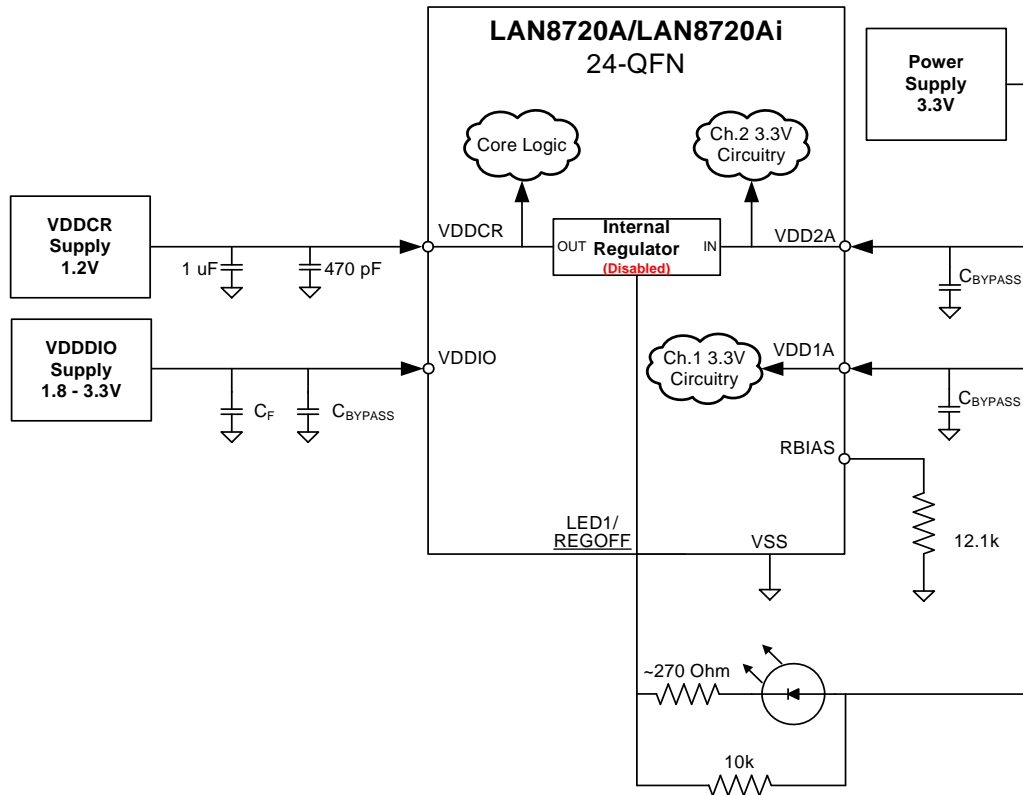 LAN8720A/LAN8720Ai
24-QFN
Power
Supply
3.3V
Core Logic
Ch.2 3.3V
Circuitry
VDDCR
Supply
1.2V
VDDCR
OUT
Internal
Regulator
(Disabled)
IN
VDD2A
1 uF
470 pF
CBYPASS
VDDDIO
Supply
1.8 - 3.3V
VDDIO
Ch.1 3.3V
Circuitry
VDD1A
CF
CBYPASS
CBYPASS
RBIAS
12.1k
LED1/
REGOFF
VSS
~270 Ohm
10k